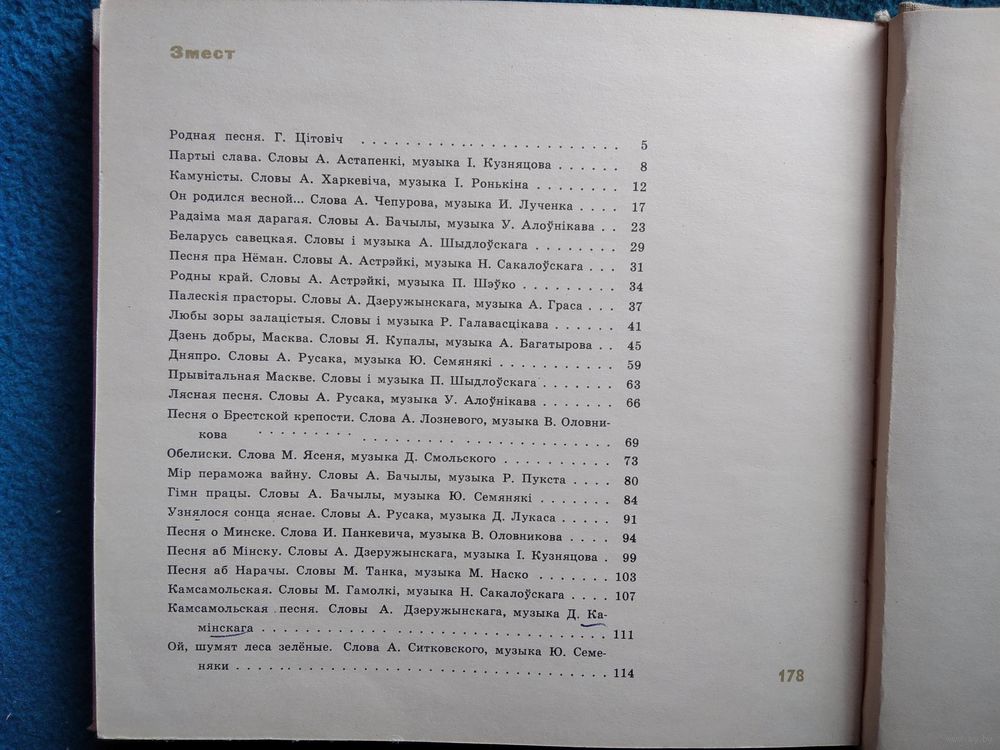 Змест
Родная песня. Г. Цітовіч . . . . . . . . . . . . . . . . . . . . . . . . 5
Партыі слава. Словы А. Астапенкі, музыка І. Кузняцова . . . . . . 8
Камуністы. Словы А. Харкевіча, музыка І. Ронькіна . . . . . . . . 12
Он родился весной... Слова А. Чепурова, музыка И. Лученка . . . . 17
Радзіма мая дарагая. Словы А. Бачылы, музыка У. Алоўнікава . . 23
Беларусь савецкая. Словы і музыка А. Шыдлоўскага . . . . . . . . 29
Песня пра Нёман. Словы А. Астрэйкі, музыка Н. Сакалоўскага . . . 31
Родны край. Словы А. Астрэйкі, музыка П. Шэўко . . . . . . . . . 34
Палескія прасторы. Словы А. Дзеружынскага, музыка А. Граса . . . 37
Любы зоры залацістыя. Словы і музыка Р. Галавасцікава . . . . . . 41
Дзень добры, Масква. Словы Я. Купалы, музыка А. Багатырова . . 45
Дняпро. Словы А. Русака, музыка Ю. Семянякі . . . . . . . . . . . 59
Прывітальная Маскве. Словы і музыка П. Шыдлоўскага . . . . . . . 63
Лясная песня. Словы А. Русака, музыка У. Алоўнікава . . . . . . . 66
Песня о Брестской крепости. Слова А. Лозневого, музыка В. Оловни-
кова . . . . . . . . . . . . . . . . . . . . . . . . . . . . . . 69
Обелиски. Слова М. Ясеня, музыка Д. Смольского . . . . . . . . . . 73
Мір пераможа вайну. Словы А. Бачылы, музыка Р. Пукста . . . . 80
Гімн працы. Словы А. Бачылы, музыка Ю. Семянякі . . . . . . . 84
Узнялося сонца яснае. Словы А. Русака, музыка Д. Лукаса . . . . . 91
Песня о Минске. Слова И. Панкевича, музыка В. Оловникова . . . 94
Песня аб Мінску. Словы А. Дзеружынскага, музыка І. Кузняцова . 99
Песня аб Нарачы. Словы М. Танка, музыка М. Наско . . . . . . . 103
Камсамольская. Словы М. Гамолкі, музыка Н. Сакалоўскага . . . . 107
Камсамольская песня. Словы А. Дзеружынскага, музыка Д. Ка-
мінскага . . . . . . . . . . . . . . . . . . . . . . . . . . . . . . . 111
Ой, шумят леса зелёные. Слова А. Ситковского, музыка Ю. Семе-
няки . . . . . . . . . . . . . . . . . . . . . . . . . . . . . . . . . 114
178